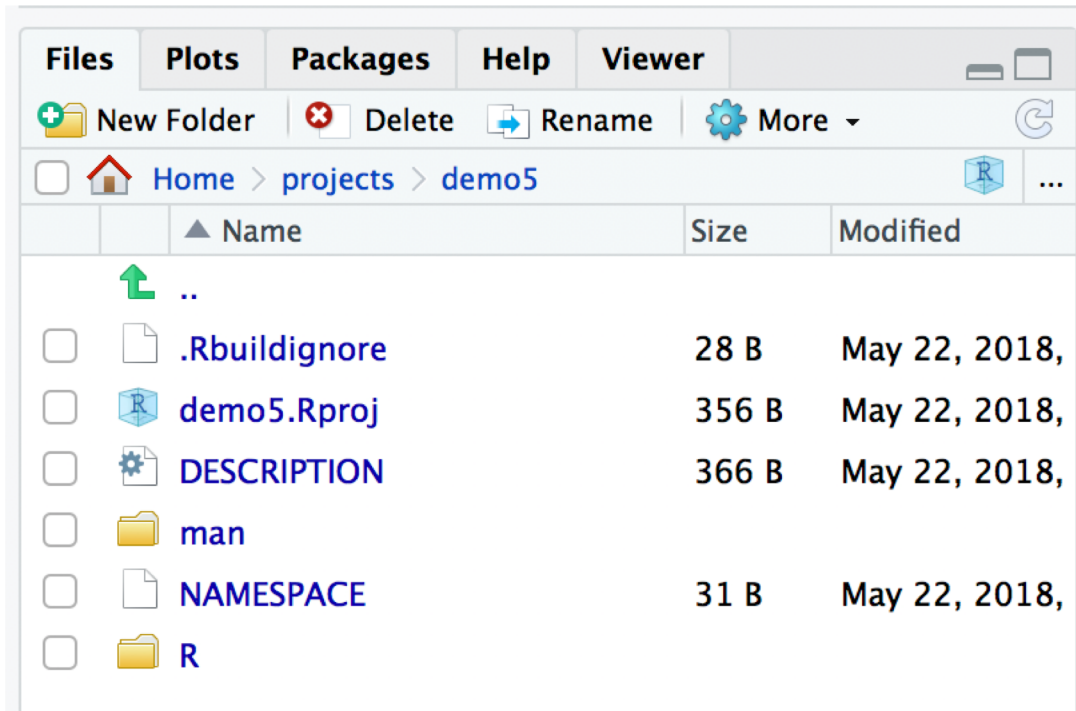 Files Plots Packages Help Viewer
New Folder Delete Rename More
Home > projects > demo5 R ...
Name Size Modified
..
.Rbuildignore 28 B May 22, 2018,
R demo5.Rproj 356 B May 22, 2018,
DESCRIPTION 366 B May 22, 2018,
man
NAMESPACE 31 B May 22, 2018,
R